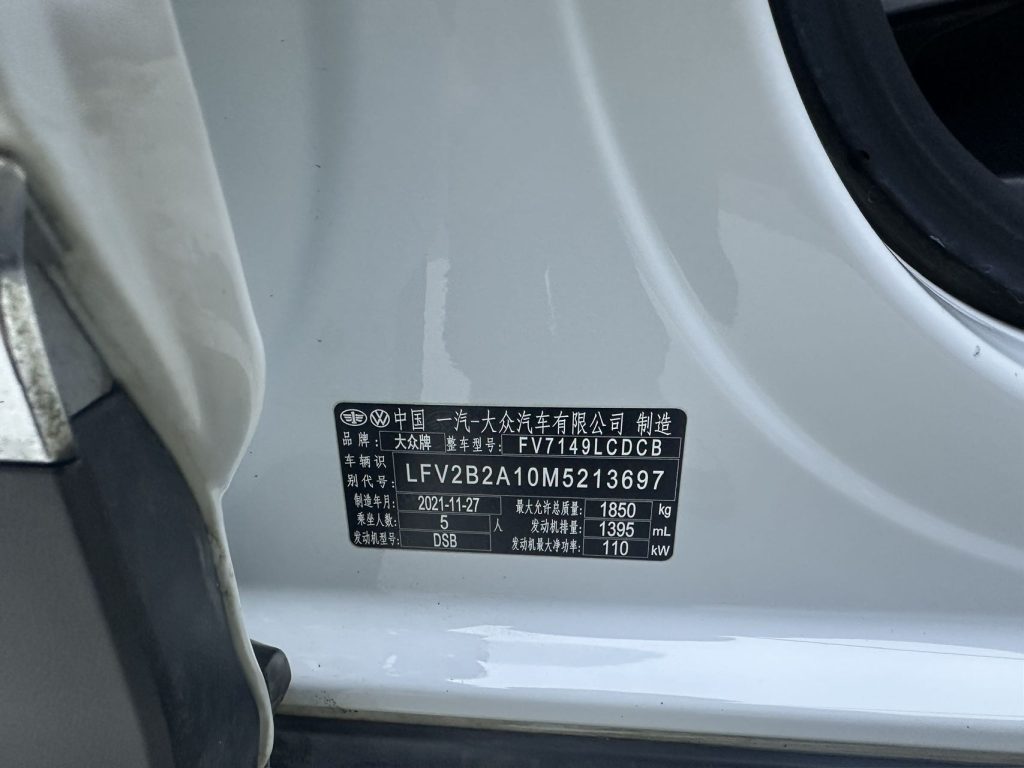 中国 一汽-大众汽车有限公司 制造
品牌: 大众牌 整车型号: FV7149LCDCB
车辆识别代号: LFV2B2A10M5213697
制造年月: 2021-11-27 最大允许总质量: 1850 kg
乘坐人数: 5 人 发动机排量: 1395 mL
发动机型号: DSB 发动机最大净功率: 110 kW